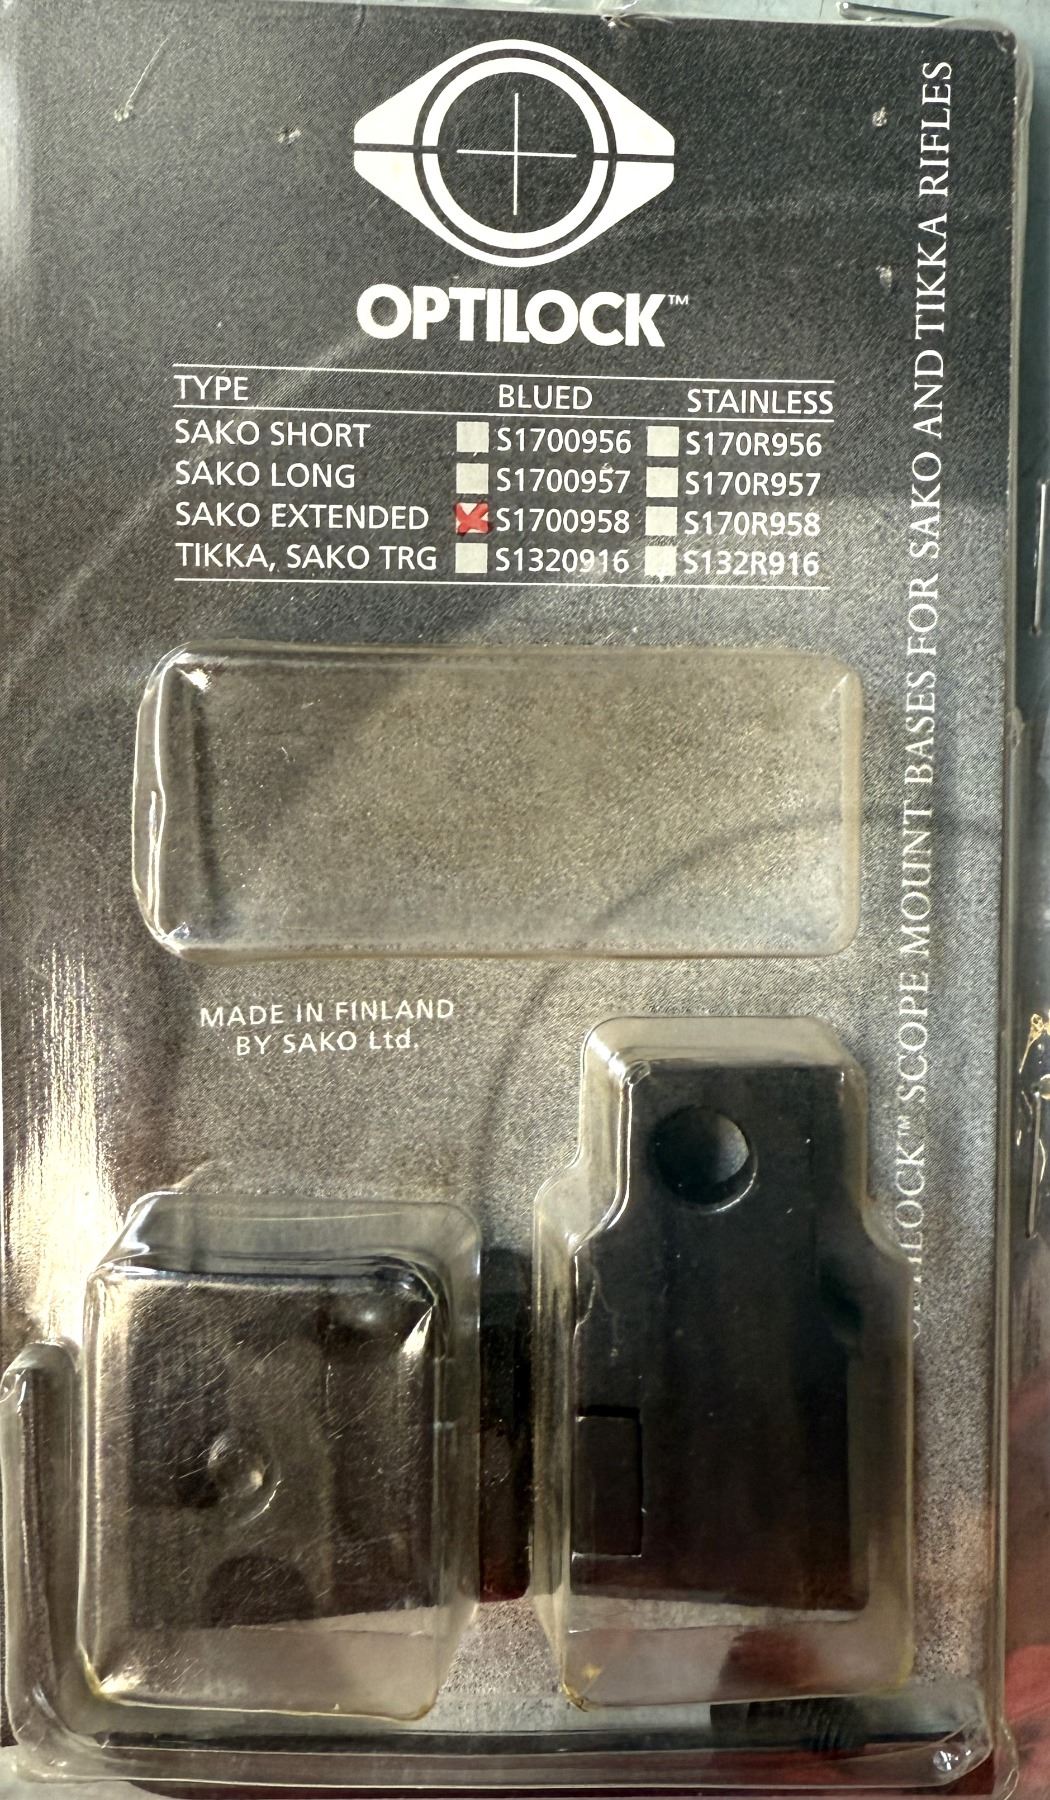 OPTILOCK™
TYPE BLUED STAINLESS
SAKO SHORT S1700956 S170R956
SAKO LONG S1700957 S170R957
SAKO EXTENDED S1700958 S170R958
TIKKA, SAKO TRG S1320916 S132R916
MADE IN FINLAND
BY SAKO Ltd.
OPTILOCK™ SCOPE MOUNT BASES FOR SAKO AND TIKKA RIFLES